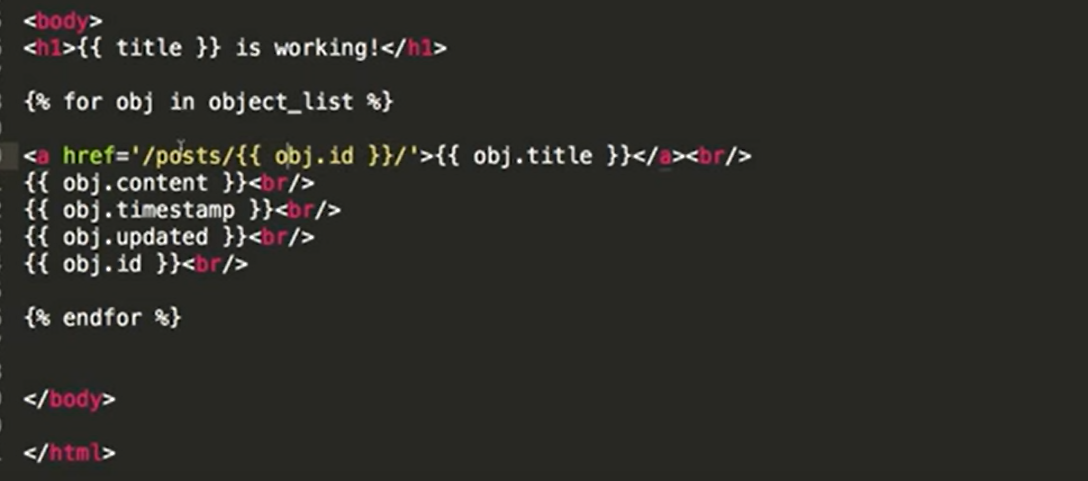 <body>
<h1>{{ title }} is working!</h1>
{% for obj in object_list %}
<a href='/posts/{{ obj.id }}/'>{{ obj.title }}</a><br/>
{{ obj.content }}<br/>
{{ obj.timestamp }}<br/>
{{ obj.updated }}<br/>
{{ obj.id }}<br/>
{% endfor %}
</body>
</html>